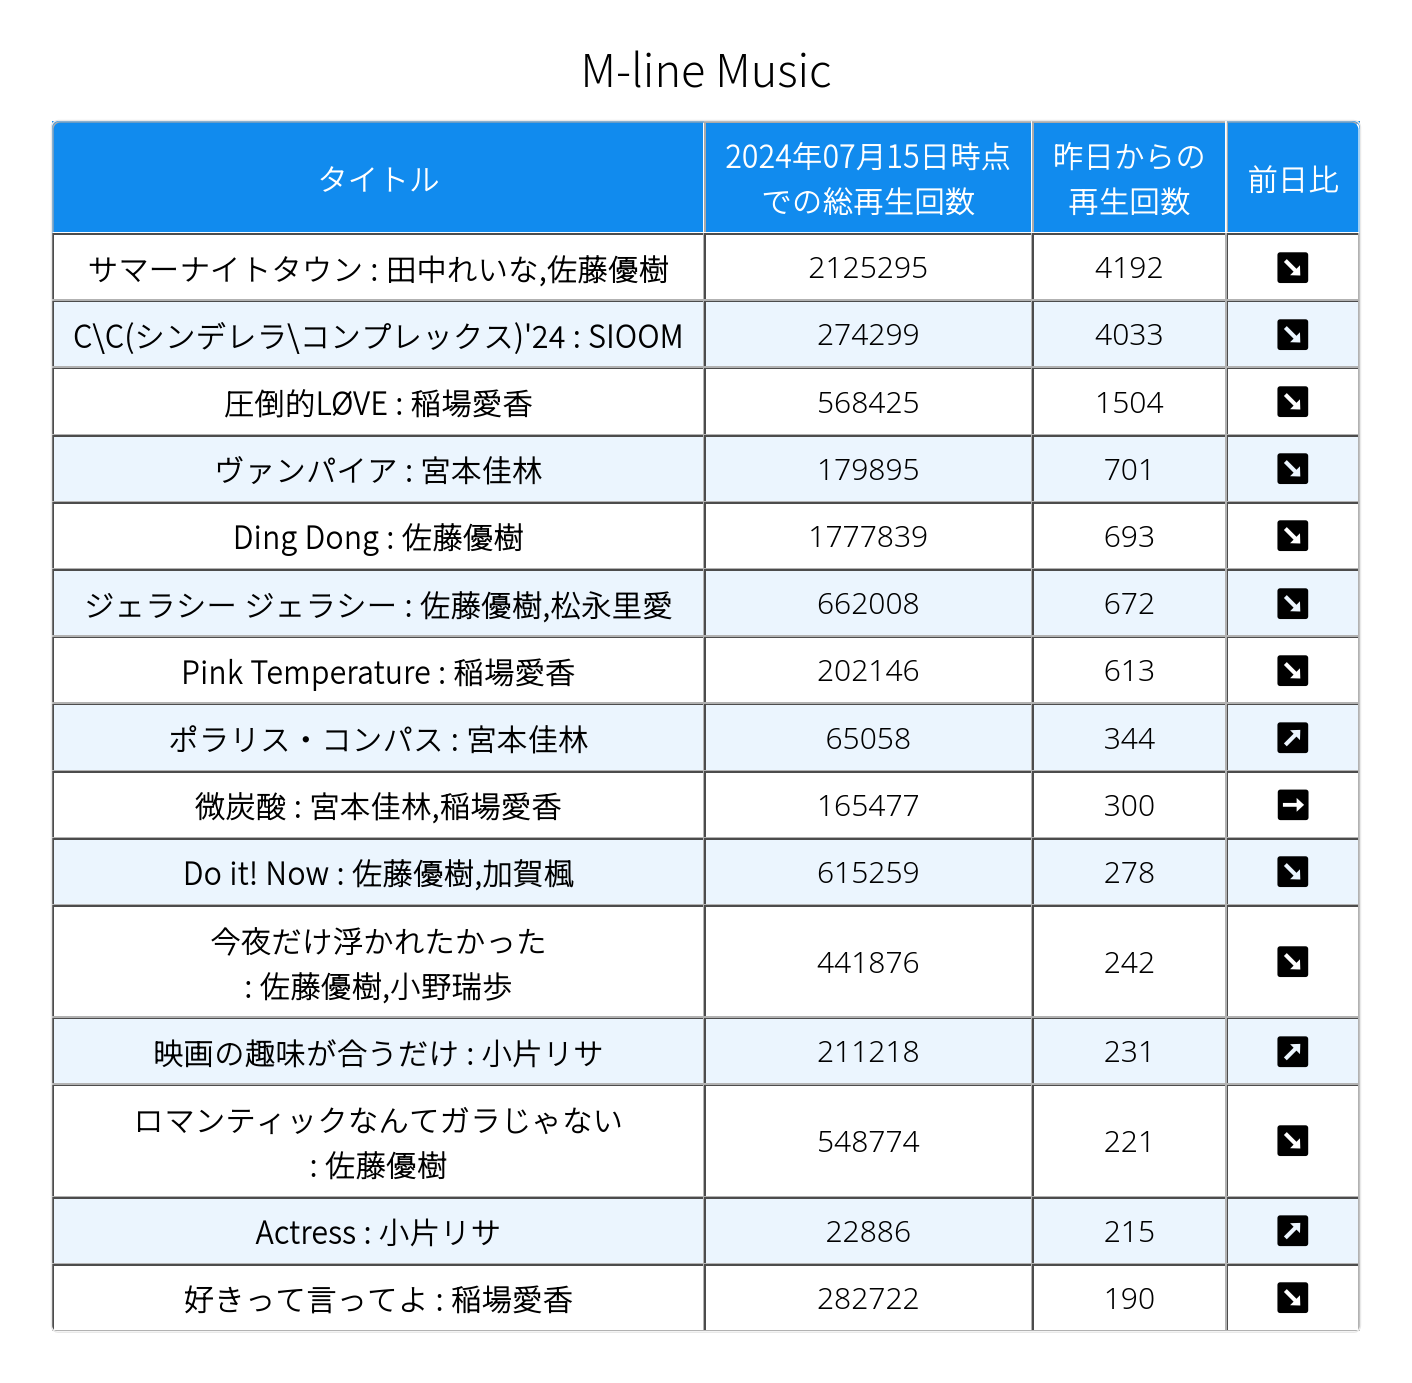 M-line Music
タイトル
2024年07月15日時点
での総再生回数
昨日からの
再生回数
前日比
サマーナイトタウン : 田中れいな,佐藤優樹 2125295 4192 ↘
C\C(シンデレラ\コンプレックス)'24 : SIOOM 274299 4033 ↘
圧倒的LØVE : 稲場愛香 568425 1504 ↘
ヴァンパイア : 宮本佳林 179895 701 ↘
Ding Dong : 佐藤優樹 1777839 693 ↘
ジェラシー ジェラシー : 佐藤優樹,松永里愛 662008 672 ↘
Pink Temperature : 稲場愛香 202146 613 ↘
ポラリス・コンパス : 宮本佳林 65058 344 ↗
微炭酸 : 宮本佳林,稲場愛香 165477 300 →
Do it! Now : 佐藤優樹,加賀楓 615259 278 ↘
今夜だけ浮かれたかった
: 佐藤優樹,小野瑞歩 441876 242 ↘
映画の趣味が合うだけ : 小片リサ 211218 231 ↗
ロマンティックなんてガラじゃない
: 佐藤優樹 548774 221 ↘
Actress : 小片リサ 22886 215 ↗
好きって言ってよ : 稲場愛香 282722 190 ↘